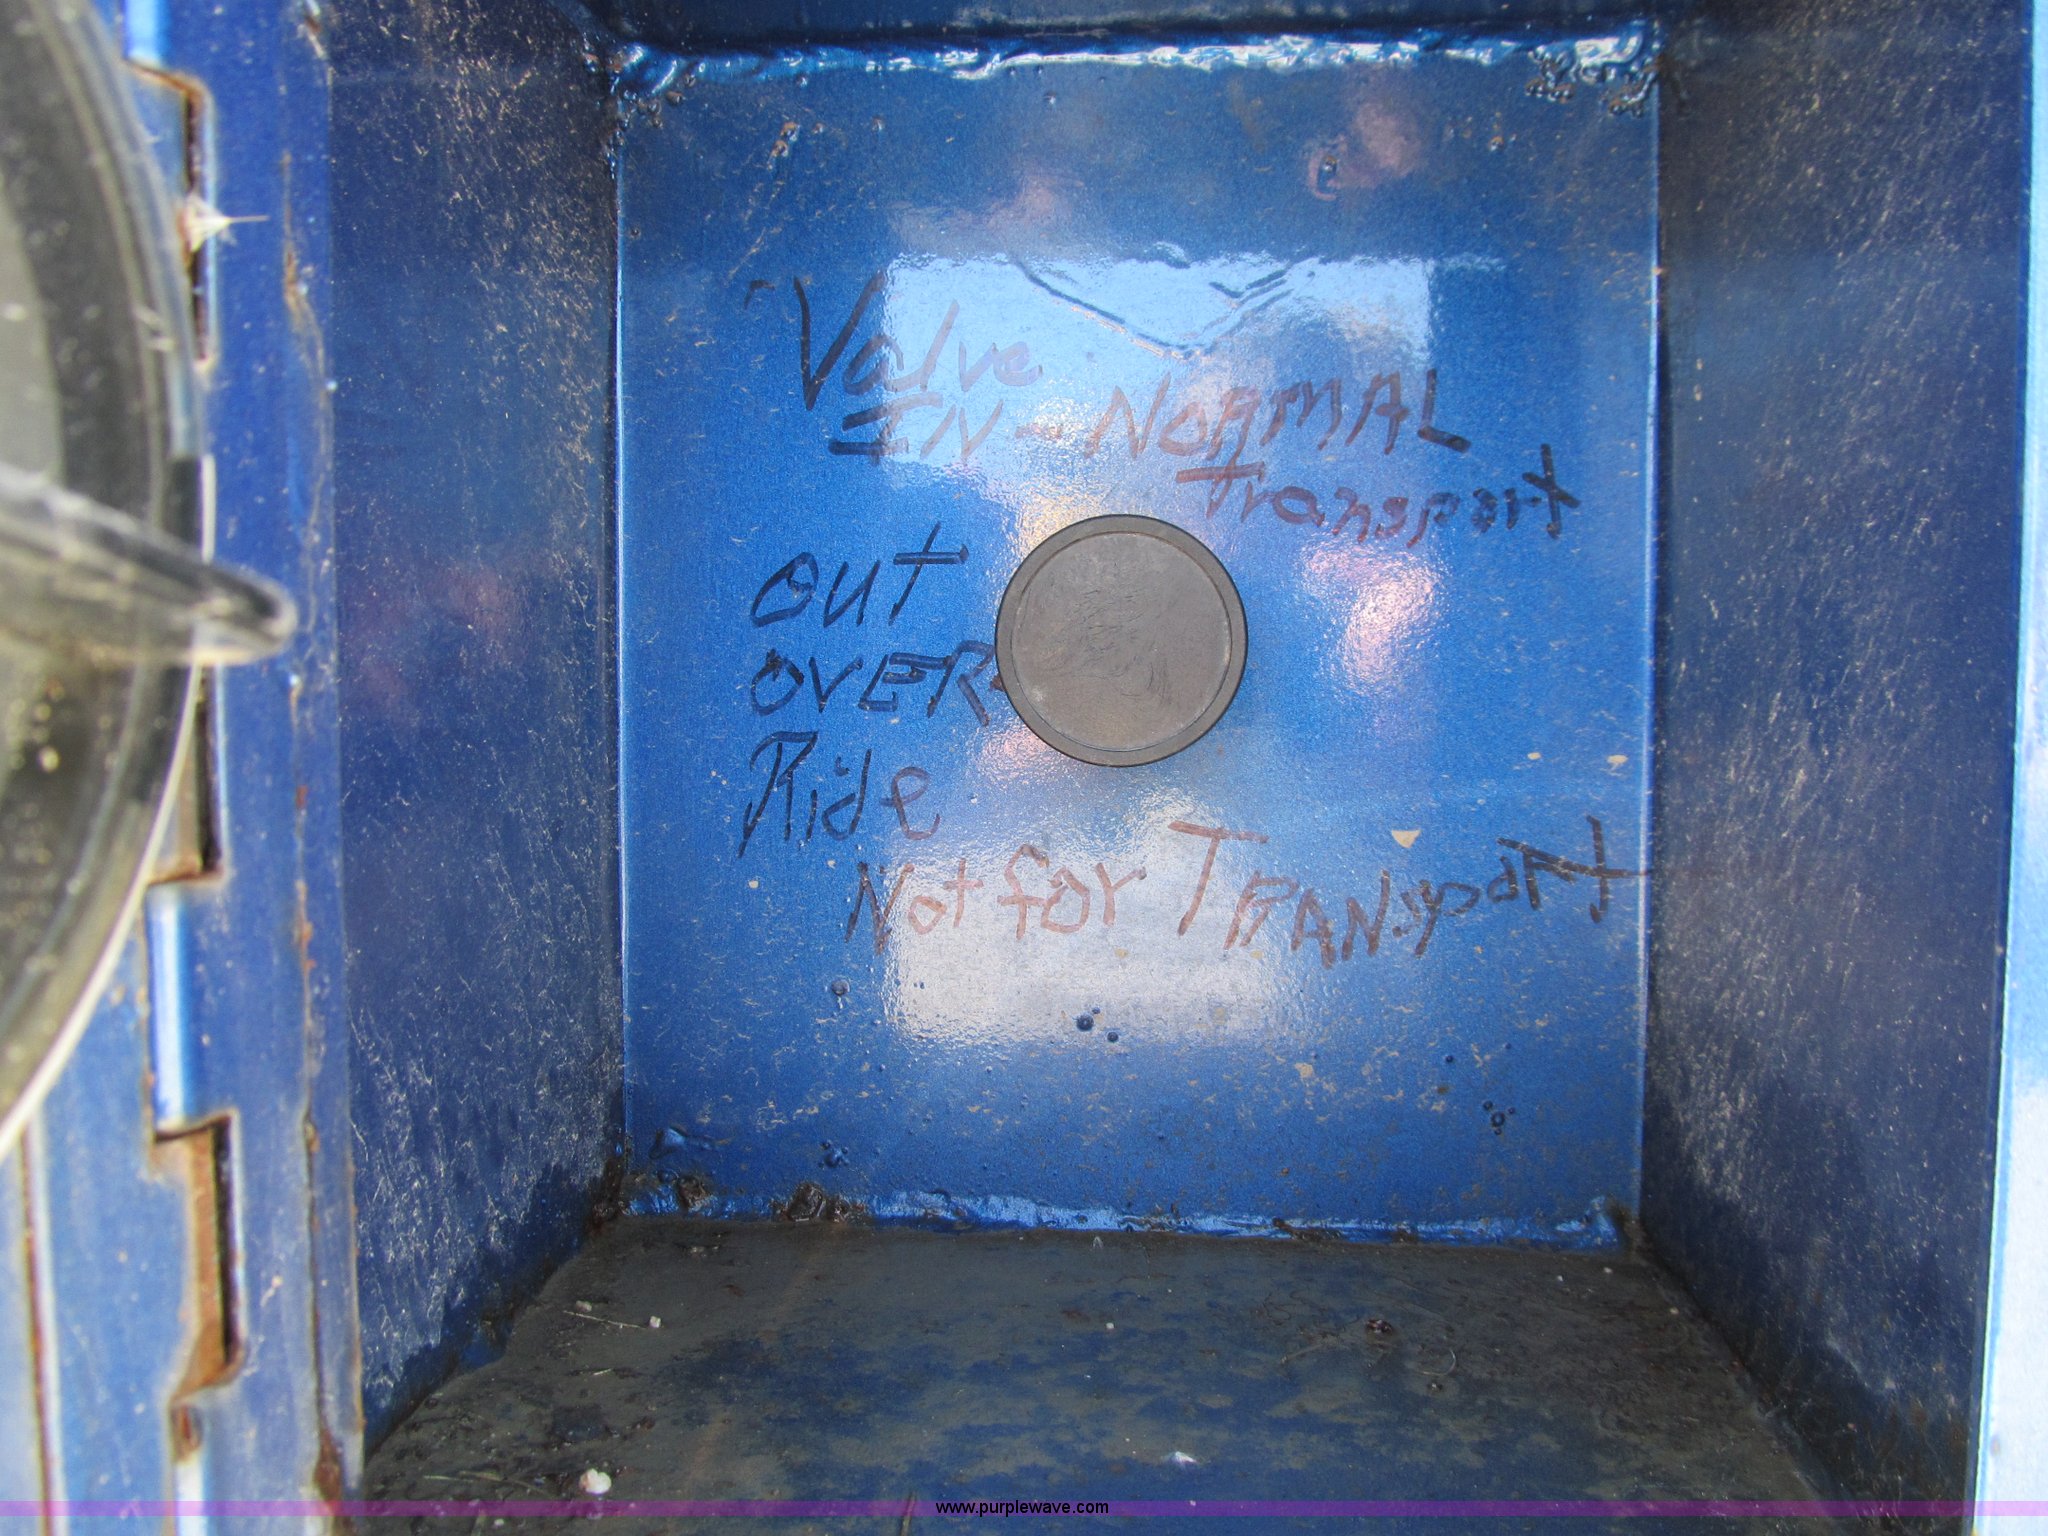 Valve
IN - NORMAL
Transport
out
OVER
Ride
Not for TRANsport
www.purplewave.com